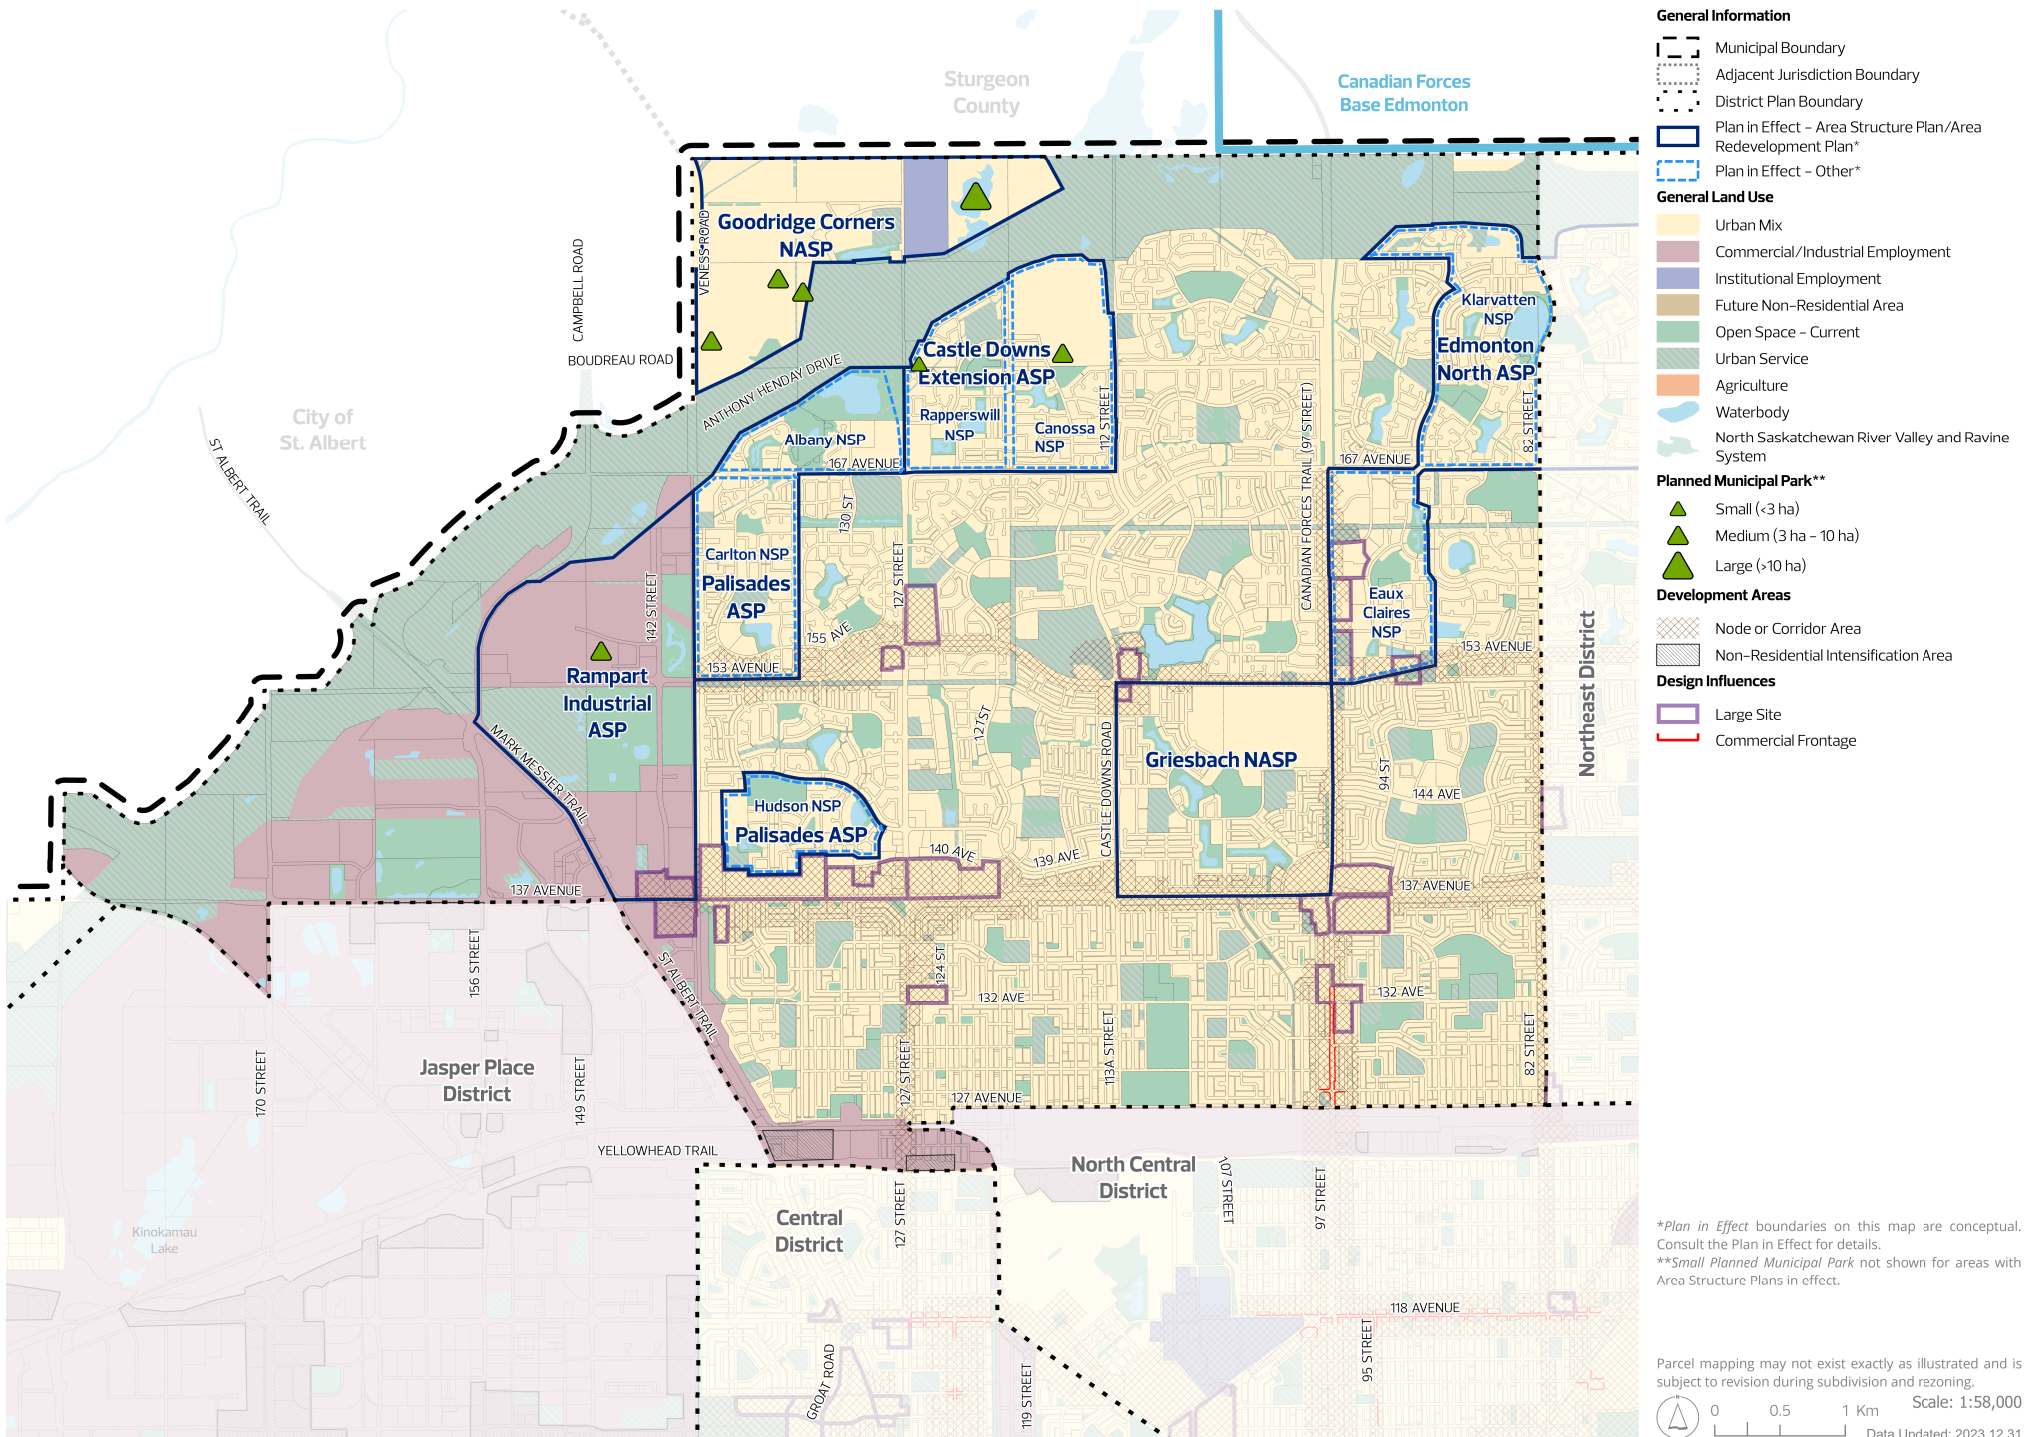 Sturgeon
County
Canadian Forces
Base Edmonton
City of
St. Albert
ST ALBERT TRAIL
CAMPBELL ROAD
BOUDREAU ROAD
VENESS ROAD
Goodridge Corners
NASP
ANTHONY HENDAY DRIVE
Castle Downs
Extension ASP
Rapperswill
NSP
Canossa
NSP
112 STREET
Albany NSP
167 AVENUE
Klarvatten
NSP
Edmonton
North ASP
82 STREET
167 AVENUE
CANADIAN FORCES TRAIL (97 STREET)
130 ST
127 STREET
142 STREET
Carlton NSP
Palisades
ASP
155 AVE
153 AVENUE
Eaux
Claires
NSP
153 AVENUE
Northeast District
Rampart
Industrial
ASP
MARK MESSIER TRAIL
121 ST
CASTLE DOWNS ROAD
Griesbach NASP
94 ST
144 AVE
Hudson NSP
Palisades ASP
140 AVE
139 AVE
137 AVENUE
137 AVENUE
156 STREET
ST ALBERT TRAIL
124 ST
132 AVE
132 AVE
113A STREET
82 STREET
170 STREET
149 STREET
Jasper Place
District
127 STREET
127 AVENUE
YELLOWHEAD TRAIL
North Central
District
107 STREET
97 STREET
127 STREET
Central
District
Kinokamau
Lake
118 AVENUE
95 STREET
GROAT ROAD
119 STREET
General Information
Municipal Boundary
Adjacent Jurisdiction Boundary
District Plan Boundary
Plan in Effect – Area Structure Plan/Area
Redevelopment Plan*
Plan in Effect – Other*
General Land Use
Urban Mix
Commercial/Industrial Employment
Institutional Employment
Future Non-Residential Area
Open Space - Current
Urban Service
Agriculture
Waterbody
North Saskatchewan River Valley and Ravine
System
Planned Municipal Park**
Small (<3 ha)
Medium (3 ha - 10 ha)
Large (>10 ha)
Development Areas
Node or Corridor Area
Non-Residential Intensification Area
Design Influences
Large Site
Commercial Frontage
*Plan in Effect boundaries on this map are conceptual.
Consult the Plan in Effect for details.
**Small Planned Municipal Park not shown for areas with
Area Structure Plans in effect.
Parcel mapping may not exist exactly as illustrated and is
subject to revision during subdivision and rezoning.
N
0 0.5 1 Km
Scale: 1:58,000
Data Updated: 2023.12.31